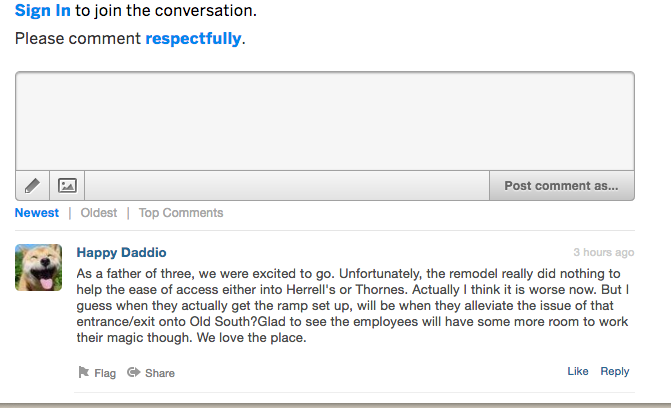 Sign In to join the conversation.
Please comment respectfully.
Post comment as...
Newest | Oldest | Top Comments
Happy Daddio 3 hours ago
As a father of three, we were excited to go. Unfortunately, the remodel really did nothing to
help the ease of access either into Herrell's or Thornes. Actually I think it is worse now. But I
guess when they actually get the ramp set up, will be when they alleviate the issue of that
entrance/exit onto Old South?Glad to see the employees will have some more room to work
their magic though. We love the place.
Flag Share Like Reply